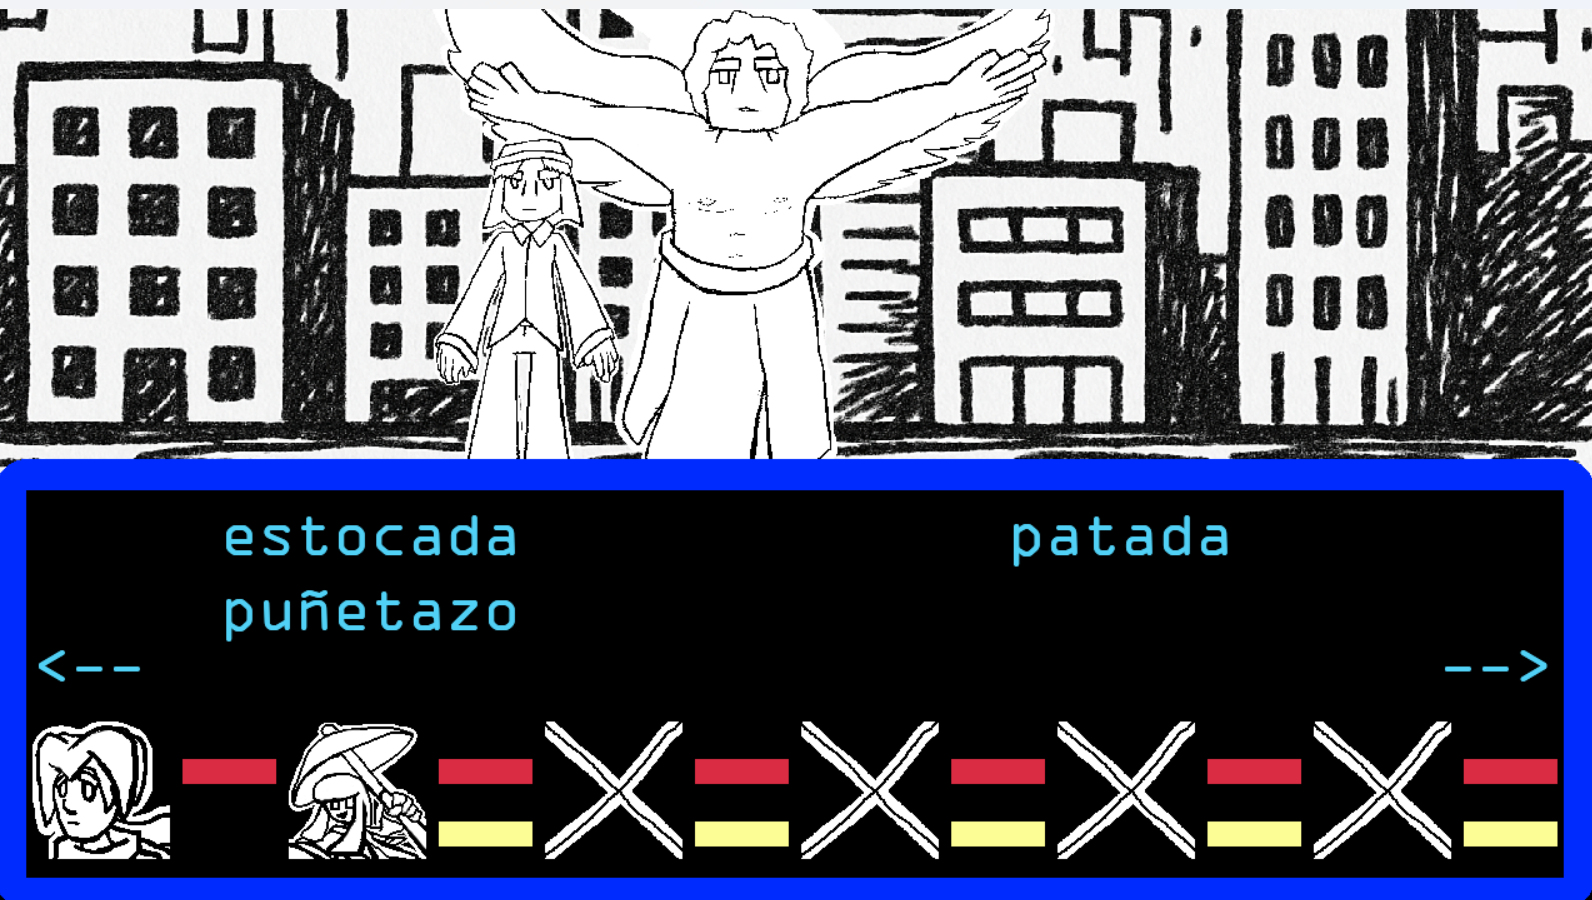 estocada patada
puñetazo
<-- -->